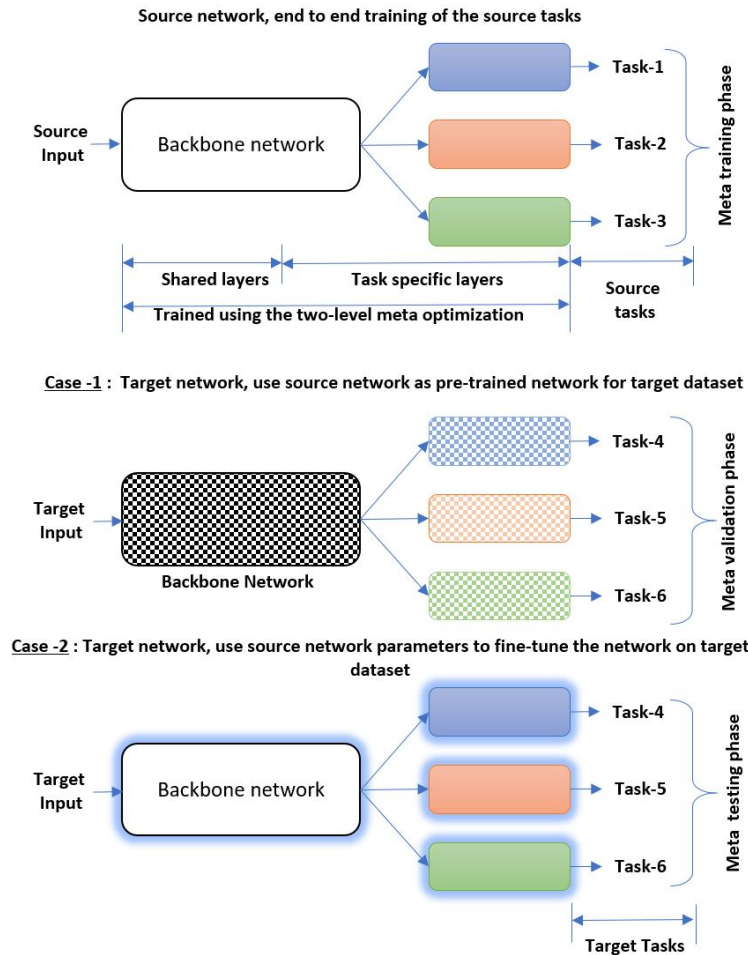 Source network, end to end training of the source tasks
Task-1
Source
Input
Backbone network
Task-2
Task-3
Meta training phase
Shared layers
Task specific layers
Source
tasks
Trained using the two-level meta optimization
Case -1 : Target network, use source network as pre-trained network for target dataset
Task-4
Target
Input
Task-5
Backbone Network
Task-6
Meta validation phase
Case -2 : Target network, use source network parameters to fine-tune the network on target
dataset
Task-4
Target
Input
Backbone network
Task-5
Task-6
Meta testing phase
Target Tasks